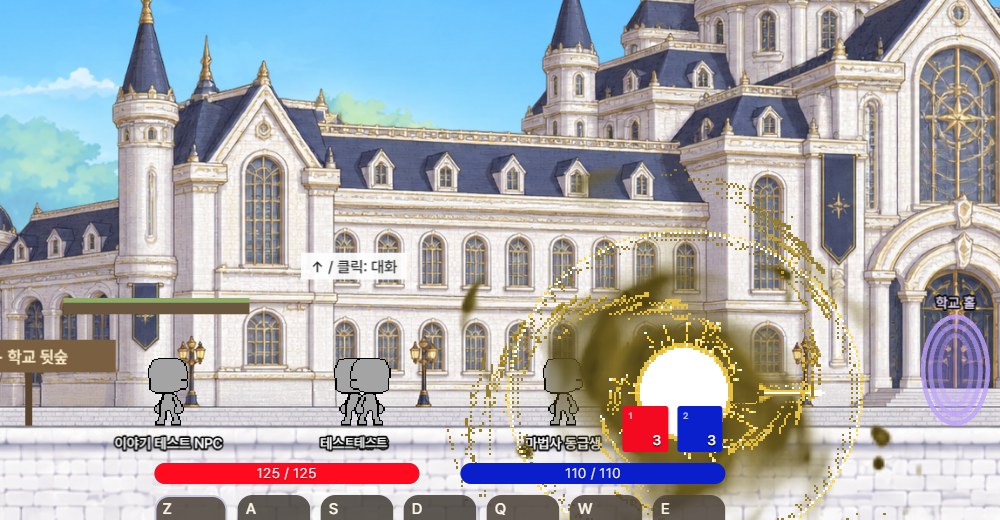 ↑ / 클릭: 대화
학교 홀
학교 뒷숲
이야기 테스트 NPC
테스트테스트
마법사 동급생
1
3
2
3
125 / 125
110 / 110
Z
A
S
D
Q
W
E